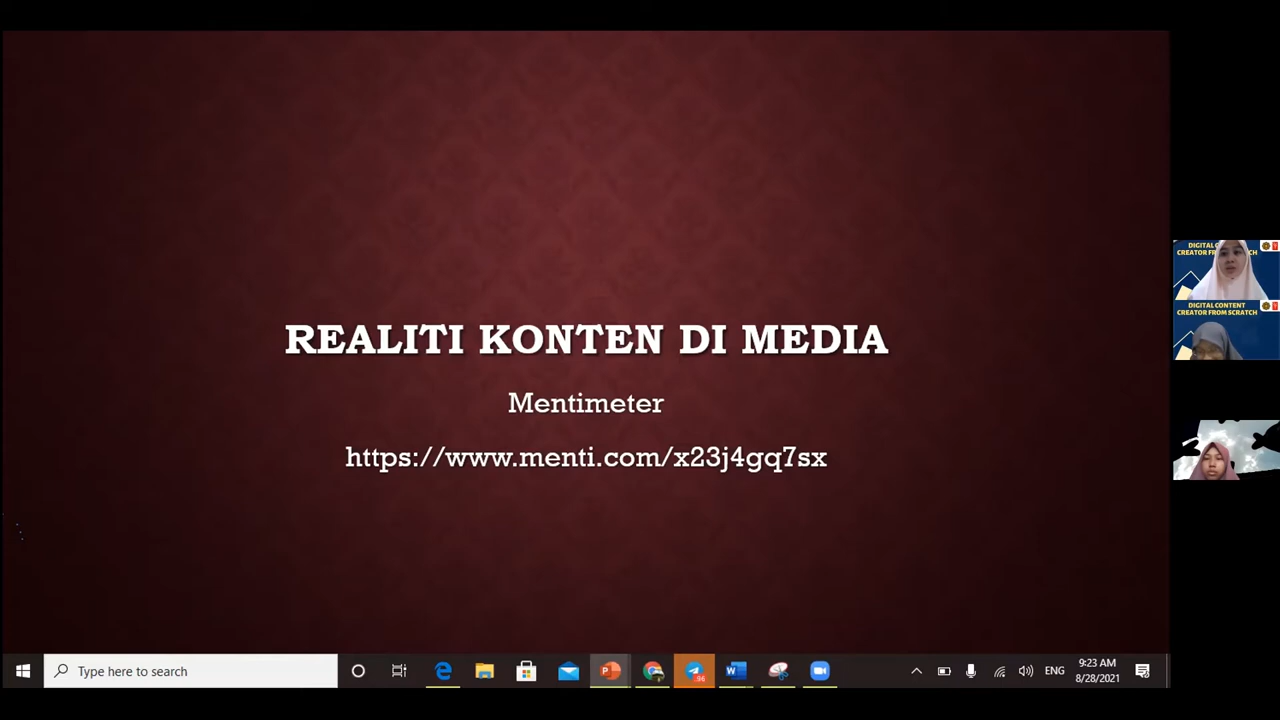 REALITI KONTEN DI MEDIA
Mentimeter
https://www.menti.com/x23j4gq7sx
DIGITAL CONTENT
CREATOR FROM SCRATCH
Type here to search
96
ENG
9:23 AM
8/28/2021